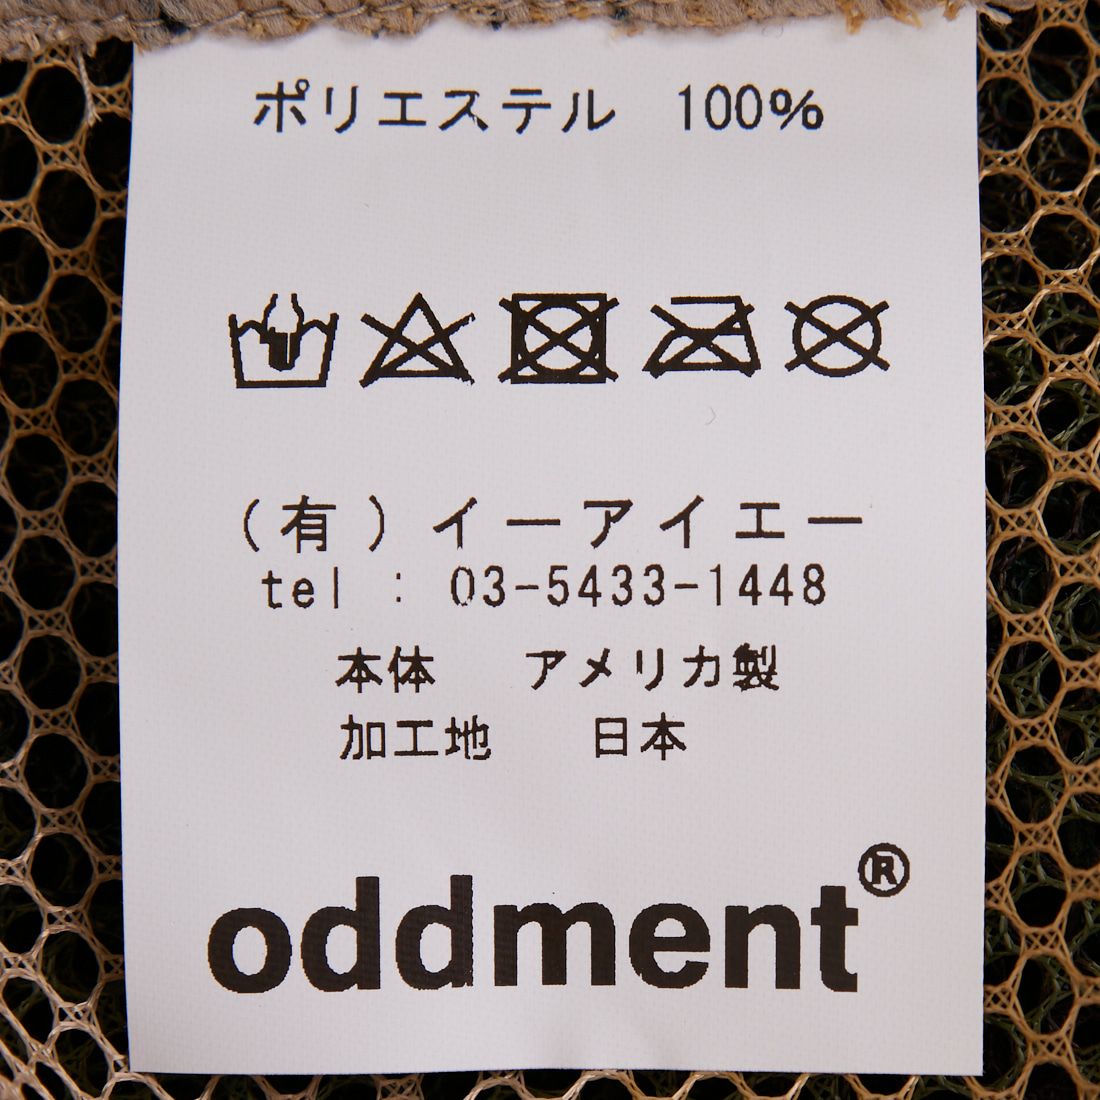 ポリエステル 100%
(有)イーアイエー
tel : 03-5433-1448
本体 アメリカ製
加工地 日本
oddment®